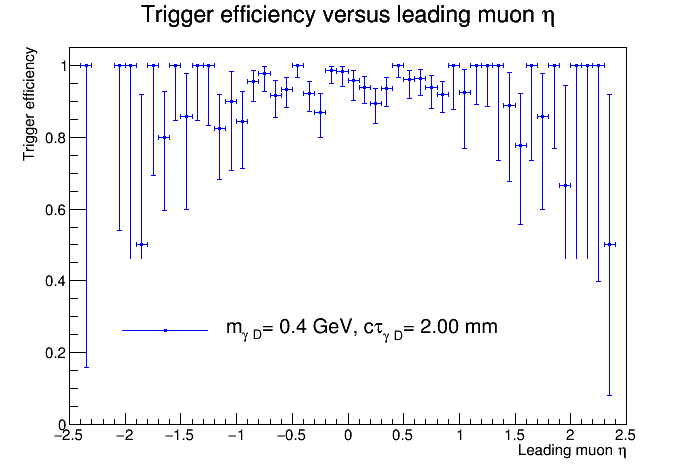 Trigger efficiency versus leading muon η
Trigger efficiency
1
0.8
0.6
0.4
0.2
0
m_γ D= 0.4 GeV, cτ_γ D= 2.00 mm
−2.5 −2 −1.5 −1 −0.5 0 0.5 1 1.5 2 2.5
Leading muon η